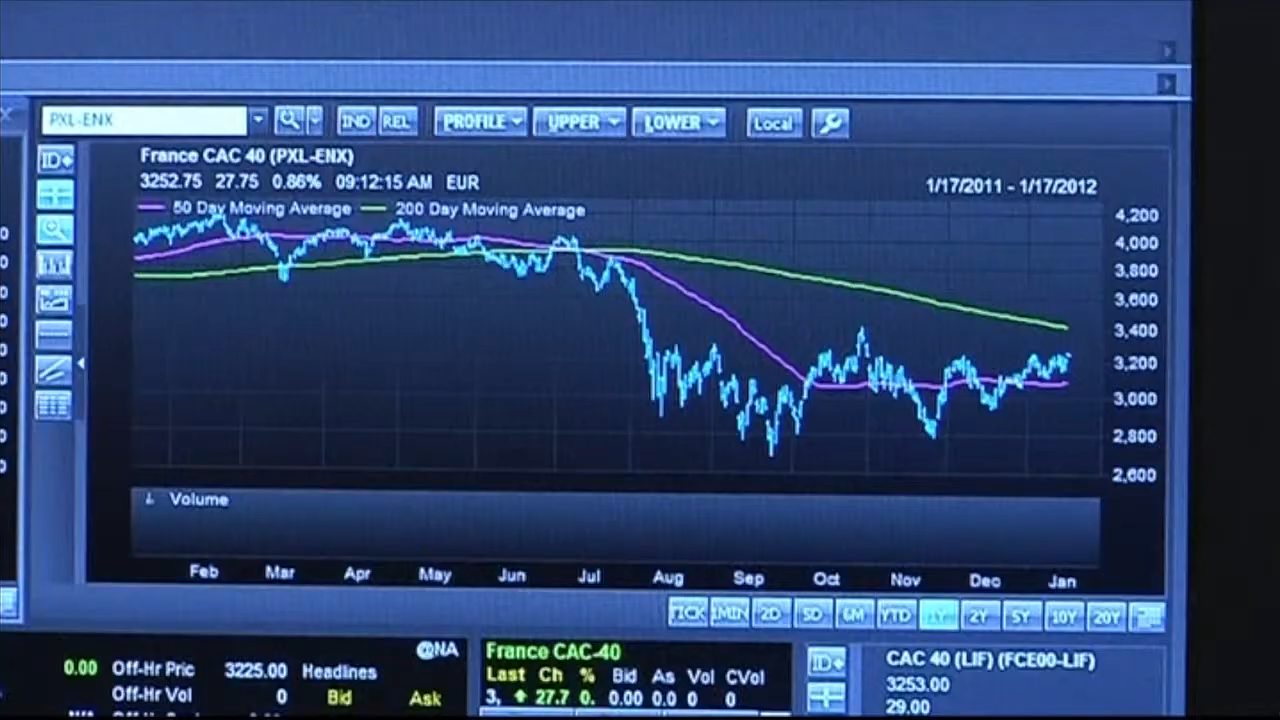 PXL-ENX
IND REL PROFILE UPPER LOWER Local
ID+
France CAC 40 (PXL-ENX)
3252.75 27.75 0.86% 09:12:15 AM EUR
1/17/2011 - 1/17/2012
50 Day Moving Average 200 Day Moving Average
4,200
4,000
3,800
3,600
3,400
3,200
3,000
2,800
2,600
Volume
Feb Mar Apr May Jun Jul Aug Sep Oct Nov Dec Jan
TICK 1MIN 2D 5D 6M YTD 1Y 2Y 5Y 10Y 20Y
@NA
0.00 Off-Hr Pric 3225.00 Headlines
Off-Hr Vol 0 Bid Ask
France CAC-40
Last Ch % Bid As Vol CVol
3, 27.7 0. 0.00 0.0 0 0
ID+
CAC 40 (LIF) (FCE00-LIF)
3253.00
29.00